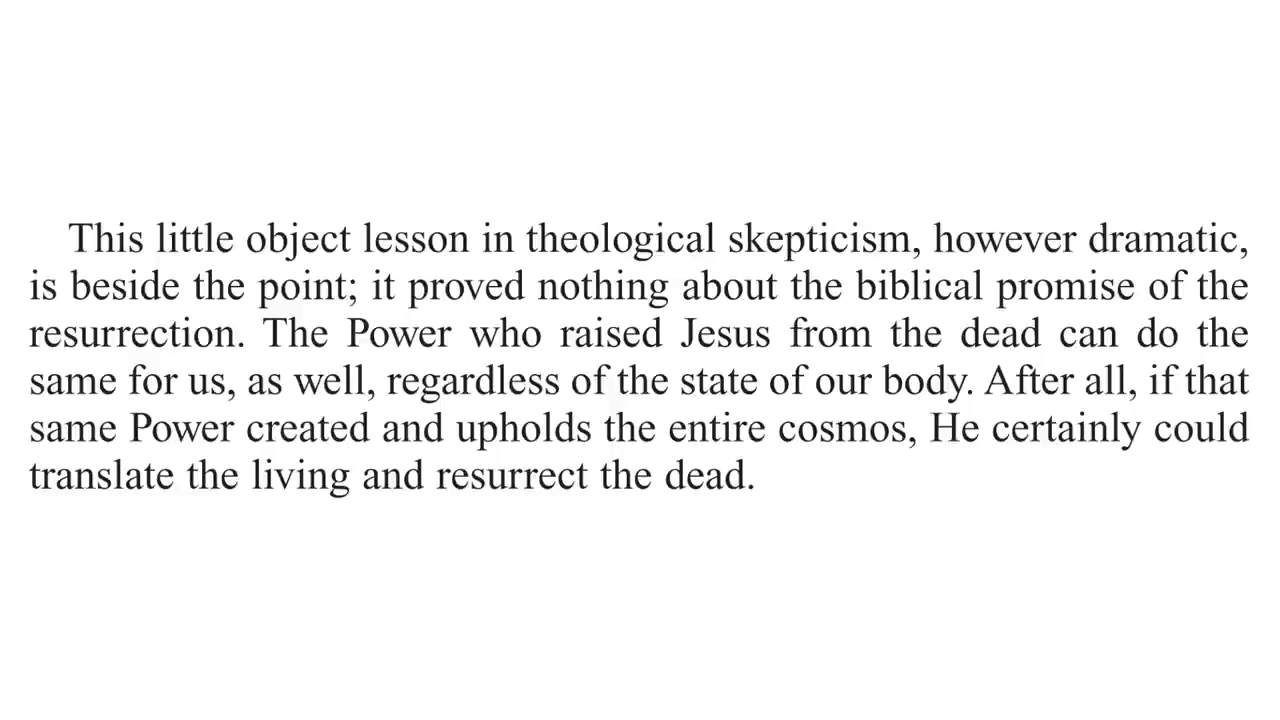 This little object lesson in theological skepticism, however dramatic,
is beside the point; it proved nothing about the biblical promise of the
resurrection. The Power who raised Jesus from the dead can do the
same for us, as well, regardless of the state of our body. After all, if that
same Power created and upholds the entire cosmos, He certainly could
translate the living and resurrect the dead.